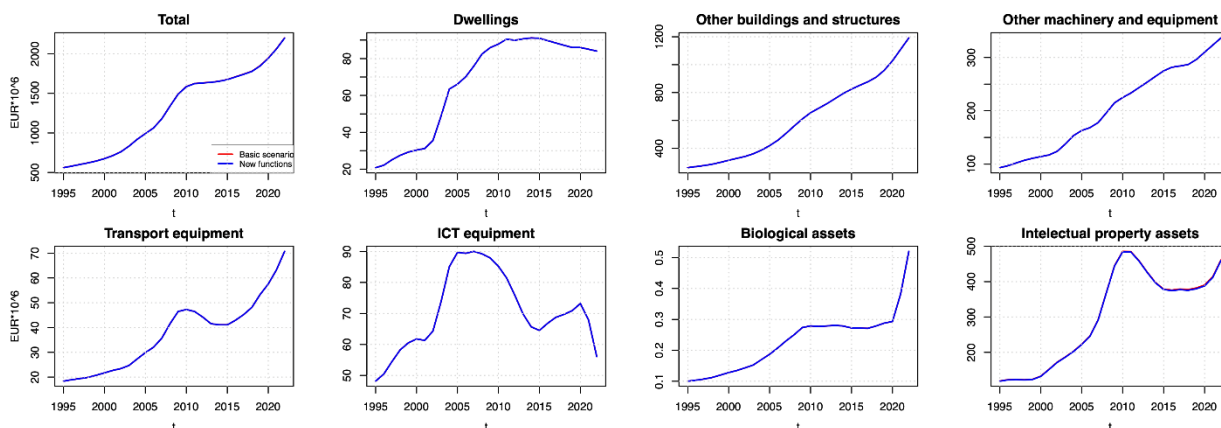 Total
EUR*10^6
500 1000 1500 2000
Basic scenario
New functions
1995 2000 2005 2010 2015 2020
t
Dwellings
20 40 60 80
1995 2000 2005 2010 2015 2020
t
Other buildings and structures
400 800 1200
1995 2000 2005 2010 2015 2020
t
Other machinery and equipment
100 200 300
1995 2000 2005 2010 2015 2020
t
Transport equipment
EUR*10^6
20 30 40 50 60 70
1995 2000 2005 2010 2015 2020
t
ICT equipment
50 60 70 80 90
1995 2000 2005 2010 2015 2020
t
Biological assets
0.1 0.2 0.3 0.4 0.5
1995 2000 2005 2010 2015 2020
t
Intelectual property assets
200 300 400 500
1995 2000 2005 2010 2015 2020
t